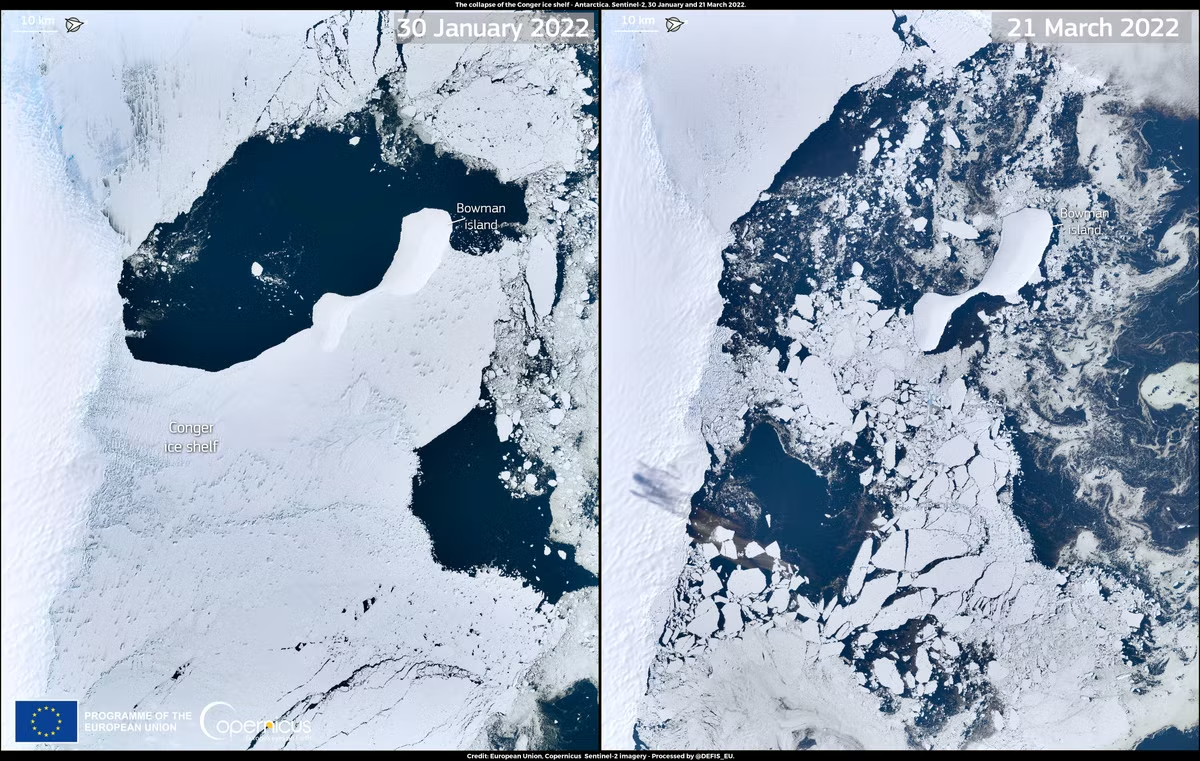 The collapse of the Conger ice shelf - Antarctica. Sentinel-2, 30 January and 21 March 2022.
10 km
30 January 2022
10 km
21 March 2022
Bowman
island
Bowman
island
Conger
ice shelf
PROGRAMME OF THE
EUROPEAN UNION
Copernicus
Credit: European Union, Copernicus Sentinel-2 imagery - Processed by @DEFIS_EU.